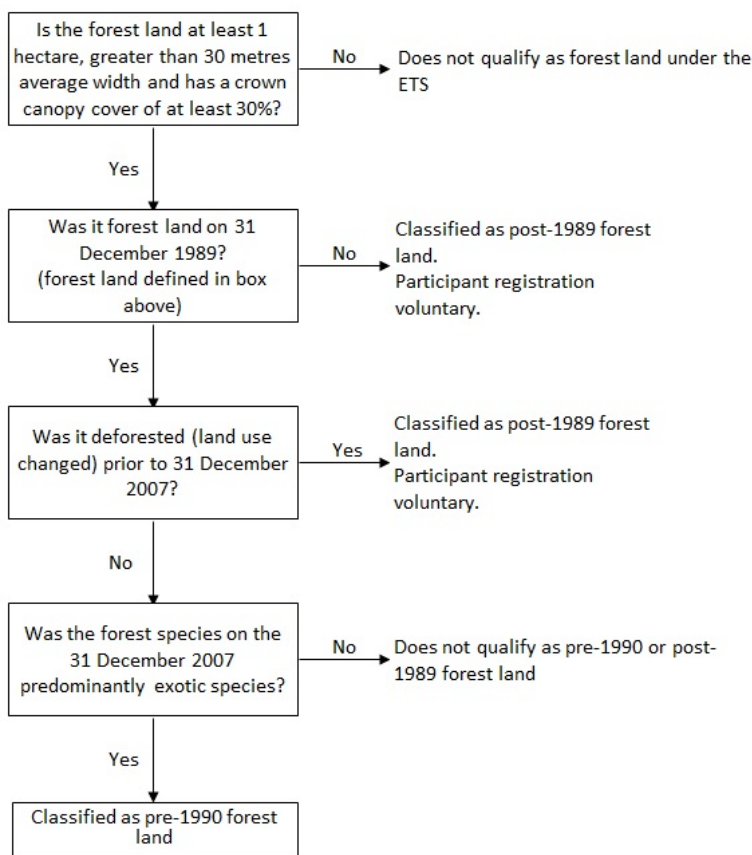 Is the forest land at least 1
hectare, greater than 30 metres
average width and has a crown
canopy cover of at least 30%?
No
Does not qualify as forest land under the
ETS
Yes
Was it forest land on 31
December 1989?
(forest land defined in box
above)
No
Classified as post-1989 forest
land.
Participant registration
voluntary.
Yes
Was it deforested (land use
changed) prior to 31 December
2007?
Yes
Classified as post-1989 forest
land.
Participant registration
voluntary.
No
Was the forest species on the
31 December 2007
predominantly exotic species?
No
Does not qualify as pre-1990 or post-
1989 forest land
Yes
Classified as pre-1990 forest
land